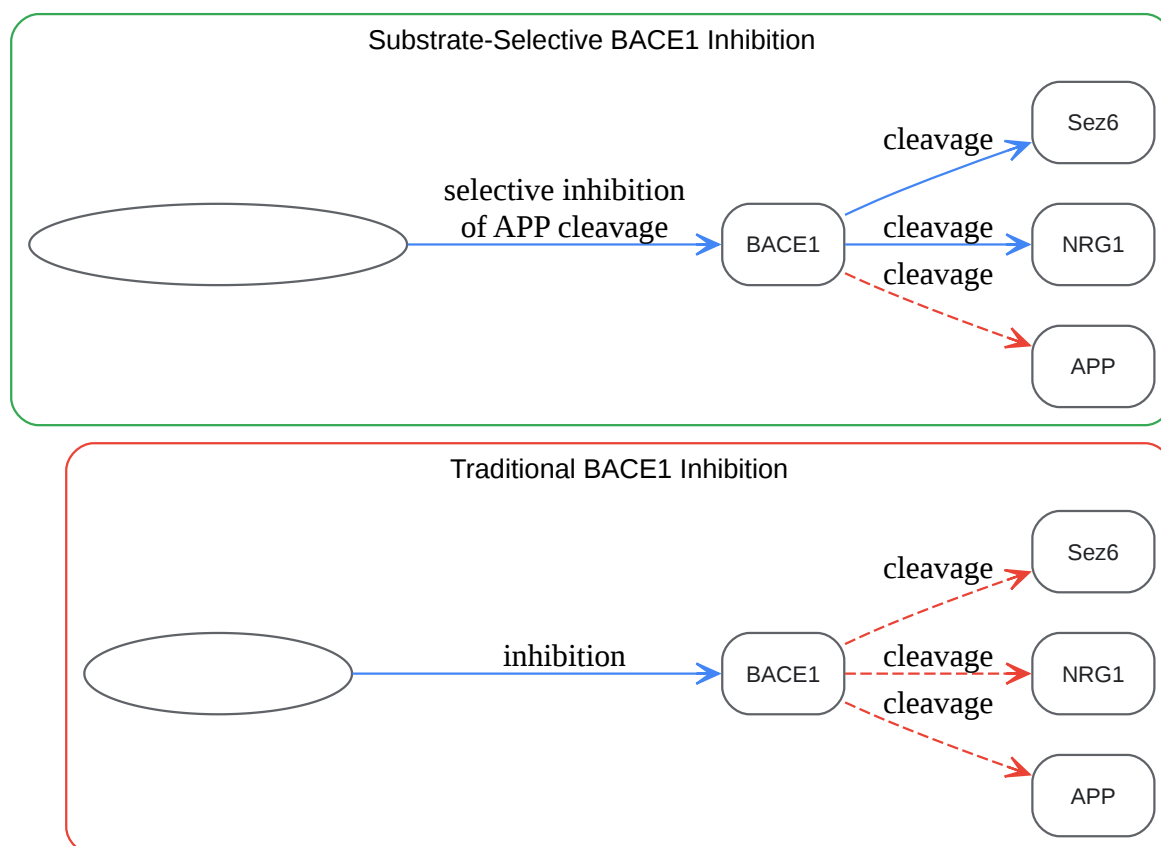 Substrate-Selective BACE1 Inhibition
Sez6
cleavage
selective inhibition
of APP cleavage
BACE1
cleavage
NRG1
cleavage
APP
Traditional BACE1 Inhibition
Sez6
cleavage
inhibition
BACE1
cleavage
NRG1
cleavage
APP